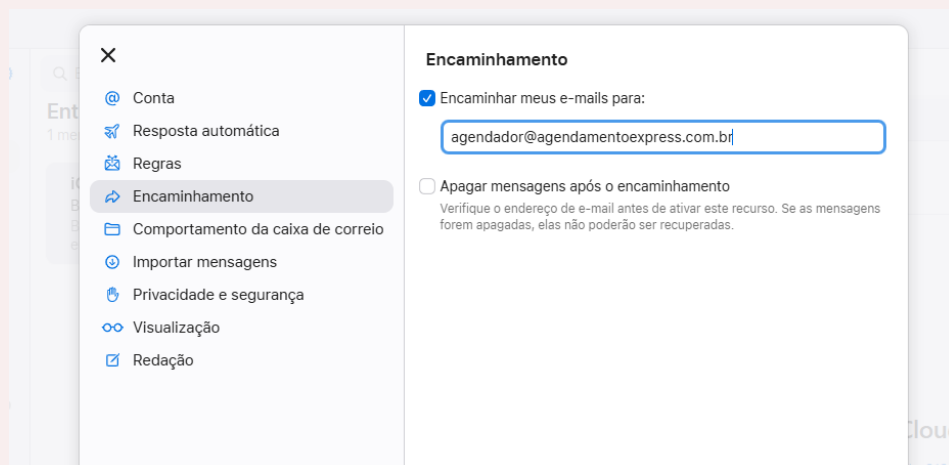 Conta
Resposta automática
Regras
Encaminhamento
Comportamento da caixa de correio
Importar mensagens
Privacidade e segurança
Visualização
Redação
Encaminhamento
Encaminhar meus e-mails para:
agendador@agendamentoexpress.com.br
Apagar mensagens após o encaminhamento
Verifique o endereço de e-mail antes de ativar este recurso. Se as mensagens
forem apagadas, elas não poderão ser recuperadas.